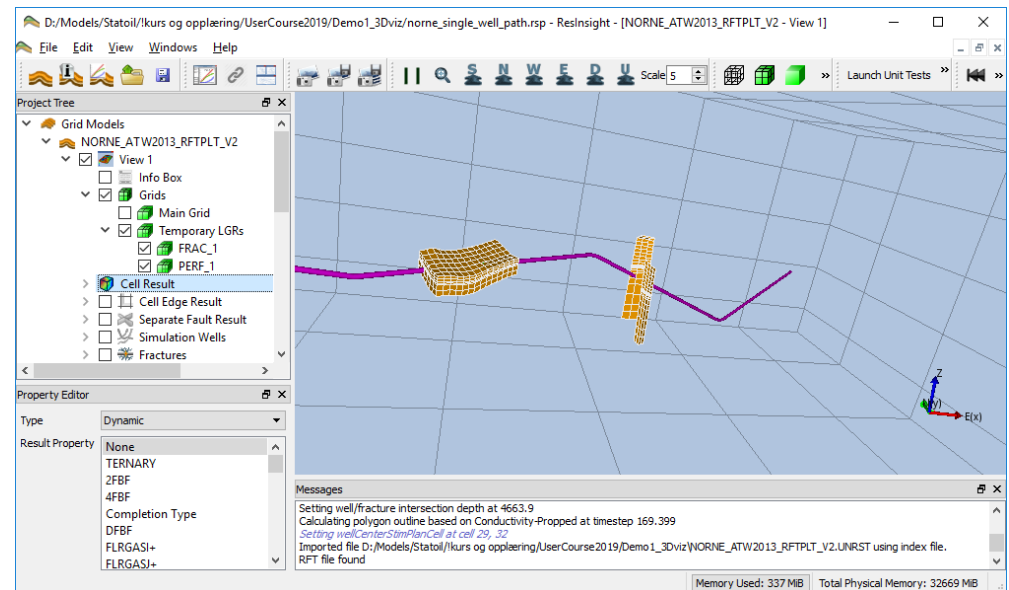 D:/Models/Statoil/!kurs og opplæring/UserCourse2019/Demo1_3Dviz/norne_single_well_path.rsp - ResInsight - [NORNE_ATW2013_RFTPLT_V2 - View 1]
File Edit View Windows Help
S N W E D U Scale 5 » Launch Unit Tests » »
Project Tree
Grid Models
NORNE_ATW2013_RFTPLT_V2
View 1
Info Box
Grids
Main Grid
Temporary LGRs
FRAC_1
PERF_1
Cell Result
Cell Edge Result
Separate Fault Result
Simulation Wells
Fractures
Property Editor
Type Dynamic
Result Property None
TERNARY
2FBF
4FBF
Completion Type
DFBF
FLRGASI+
FLRGASJ+
Z
y)
E(x)
Messages
Setting well/fracture intersection depth at 4663.9
Calculating polygon outline based on Conductivity-Propped at timestep 169.399
Setting wellCenterStimPlanCell at cell 29, 32
Imported file D:/Models/Statoil/!kurs og opplæring/UserCourse2019/Demo1_3Dviz\NORNE_ATW2013_RFTPLT_V2.UNRST using index file.
RFT file found
Memory Used: 337 MiB Total Physical Memory: 32669 MiB